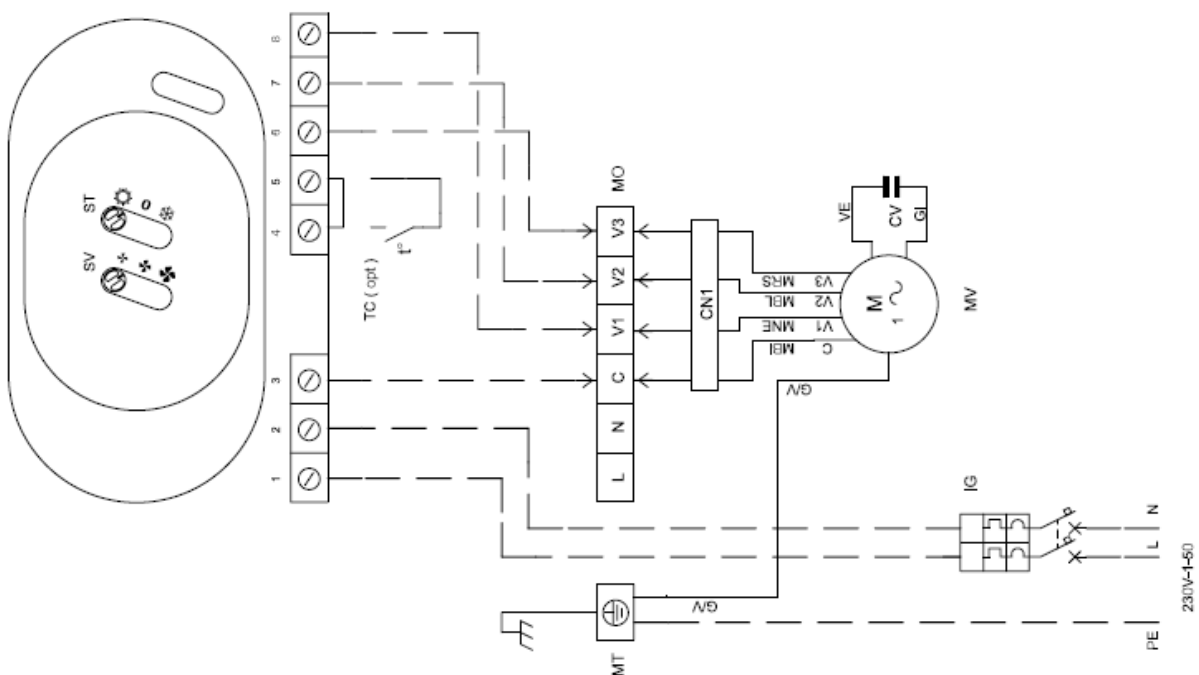 ST
0
SV
8
7
6
5
4
3
2
1
TC ( opt )
t°
MO
V3
V2
V1
C
N
L
CN1
MRS
MBL
MNE
MBI
V3
V2
V1
C
VE
CV
GI
M
1
MV
G/V
G/V
IG
N
L
PE
MT
230V-1-50